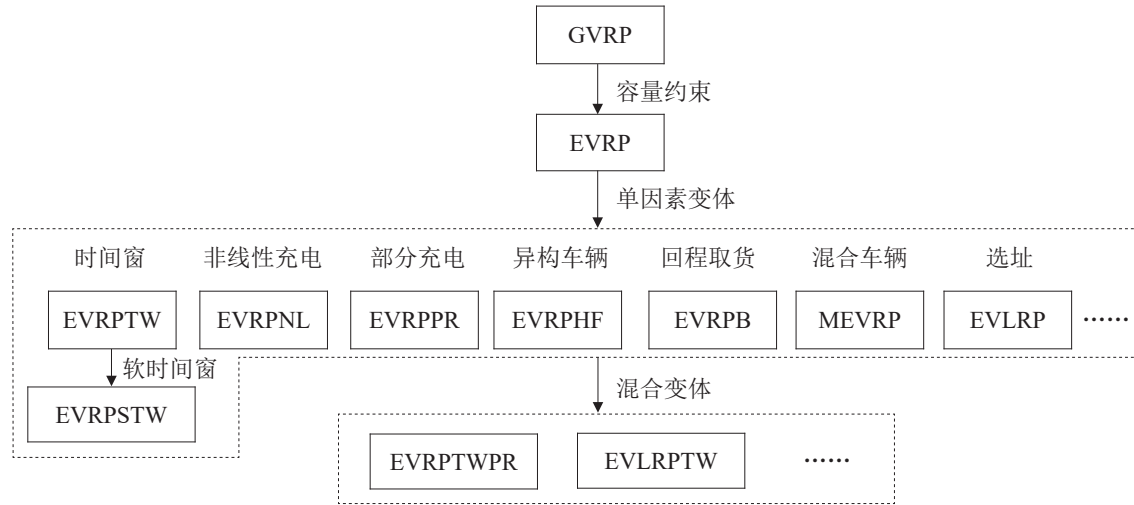 GVRP
容量约束
EVRP
单因素变体
时间窗 非线性充电 部分充电 异构车辆 回程取货 混合车辆 选址
EVRPTW EVRPNL EVRPPR EVRPHF EVRPB MEVRP EVLRP ……
软时间窗
混合变体
EVRPSTW
EVRPTWPR EVLRPTW ……